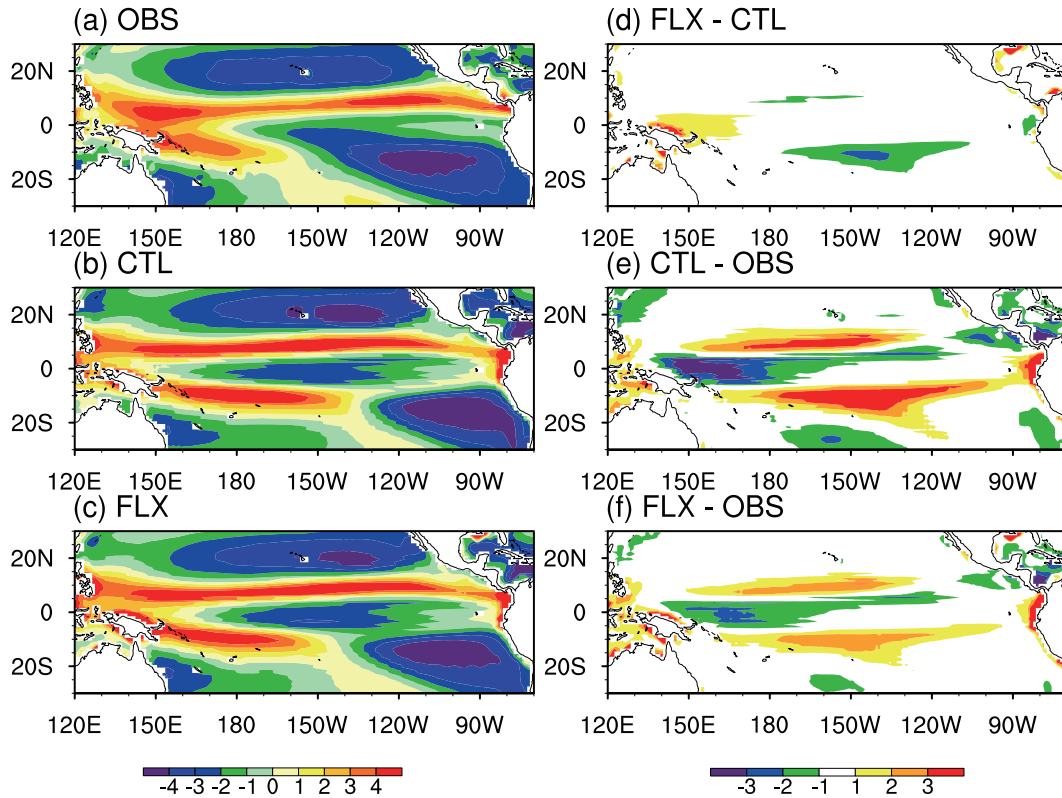 (a) OBS
20N
0
20S
120E 150E 180 150W 120W 90W
(b) CTL
20N
0
20S
120E 150E 180 150W 120W 90W
(c) FLX
20N
0
20S
120E 150E 180 150W 120W 90W
-4 -3 -2 -1 0 1 2 3 4
(d) FLX - CTL
20N
0
20S
120E 150E 180 150W 120W 90W
(e) CTL - OBS
20N
0
20S
120E 150E 180 150W 120W 90W
(f) FLX - OBS
20N
0
20S
120E 150E 180 150W 120W 90W
-3 -2 -1 1 2 3